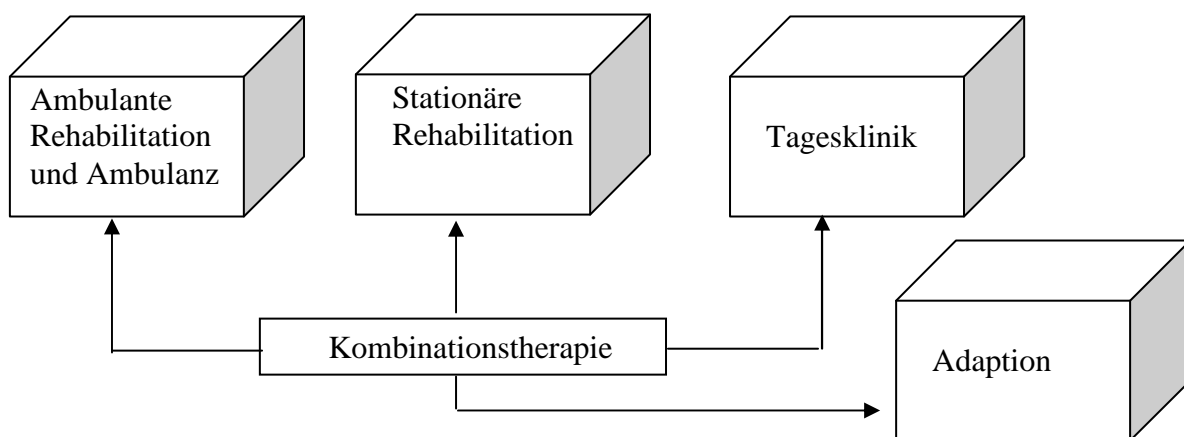 Ambulante
Rehabilitation
und Ambulanz
Stationäre
Rehabilitation
Tagesklinik
Kombinationstherapie
Adaption